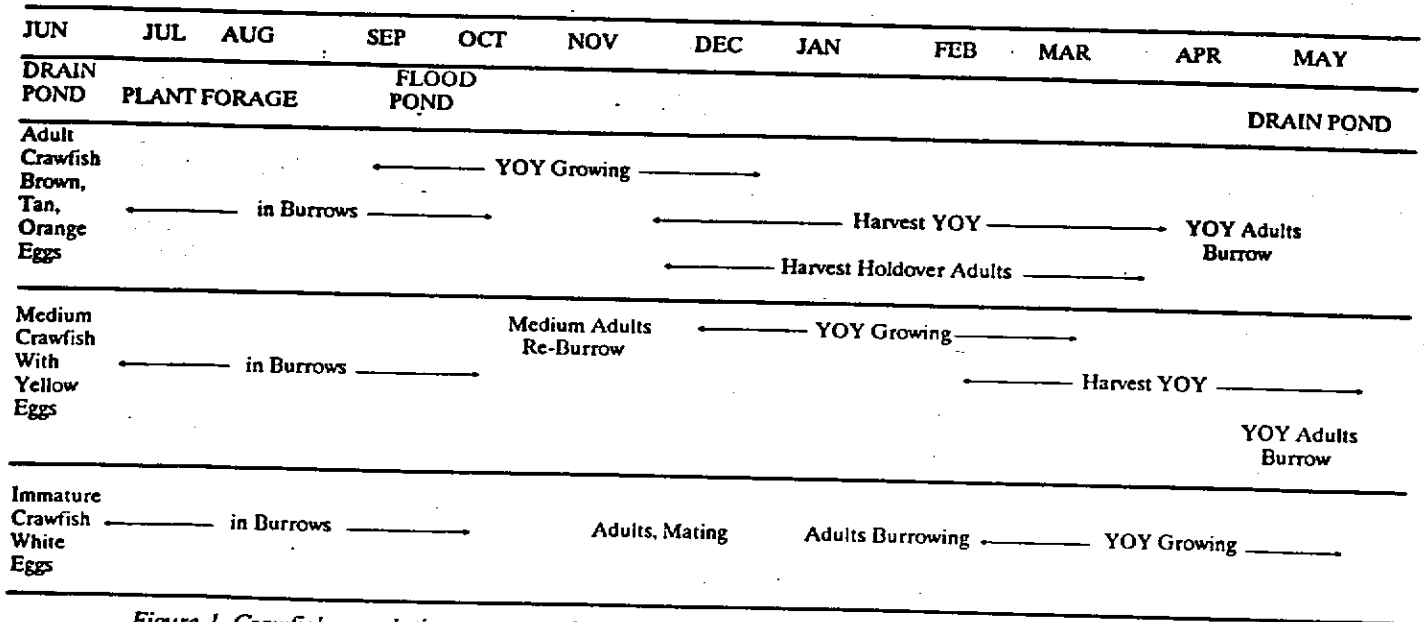 JUN JUL AUG SEP OCT NOV DEC JAN FEB MAR APR MAY
DRAIN
POND PLANT FORAGE FLOOD
POND DRAIN POND
Adult
Crawfish
Brown,
Tan,
Orange
Eggs
YOY Growing
in Burrows
Harvest YOY
YOY Adults
Burrow
Harvest Holdover Adults
Medium
Crawfish
With
Yellow
Eggs
in Burrows
Medium Adults
Re-Burrow
YOY Growing
Harvest YOY
YOY Adults
Burrow
Immature
Crawfish
White
Eggs
in Burrows
Adults, Mating
Adults Burrowing
YOY Growing
Figure 1. Crawfish